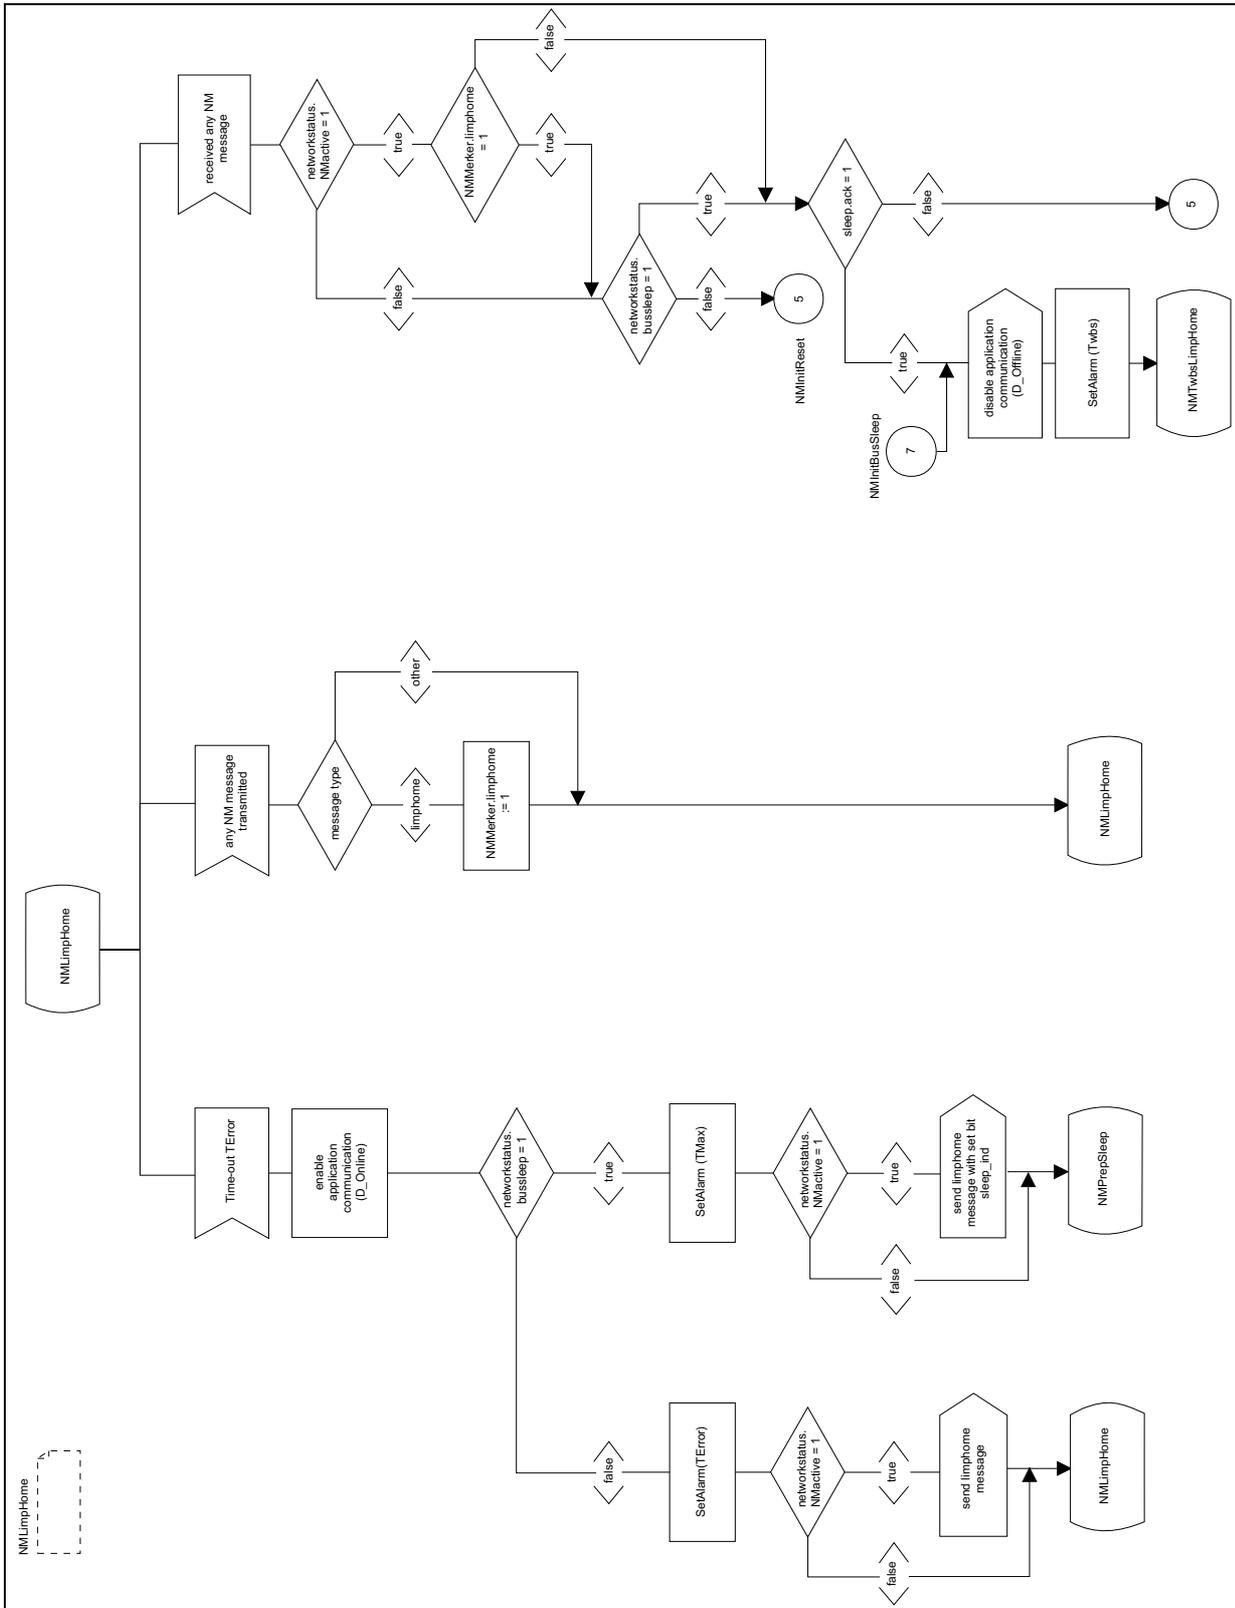 NMLimpHome
NMLimpHome
Time-out TError
enable
application
communication
(D_Online)
networkstatus.
bussleep = 1
false
true
SetAlarm(TError)
networkstatus.
NMactive = 1
false
true
send limphome
message
NMLimpHome
SetAlarm (TMax)
networkstatus.
NMactive = 1
false
true
send limphome
message with set bit
sleep_ind
NMPrepSleep
any NM message
transmitted
message type
limphome
other
NMMerker.limphome
:= 1
NMLimpHome
received any NM
message
networkstatus.
NMactive = 1
false
true
NMMerker.limphome
= 1
true
false
networkstatus.
bussleep = 1
false
true
NMInitReset
5
sleep.ack = 1
true
false
NMInitBusSleep
7
disable application
communication
(D_Offline)
SetAlarm (Twbs)
NMTwbsLimpHome
5